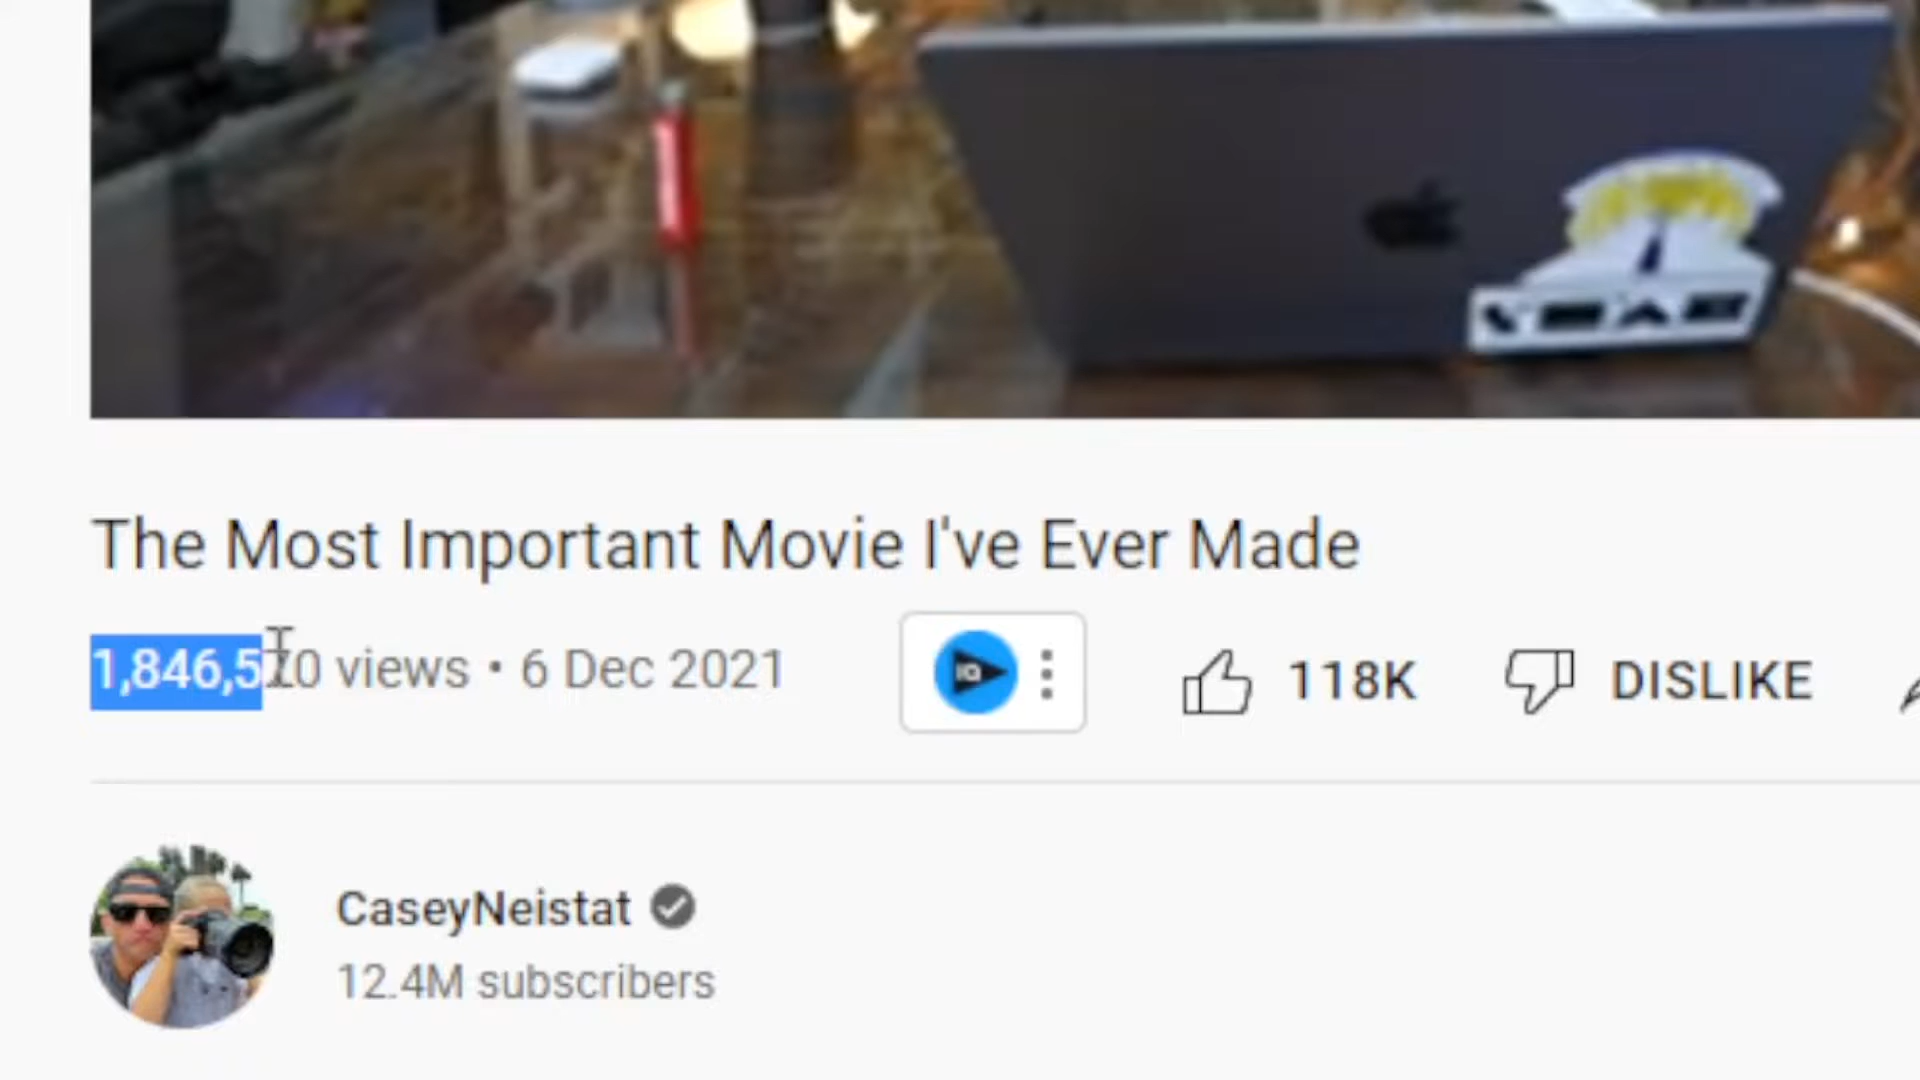 The Most Important Movie I've Ever Made
views • 6 Dec 2021
118K
DISLIKE
CaseyNeistat
12.4M subscribers